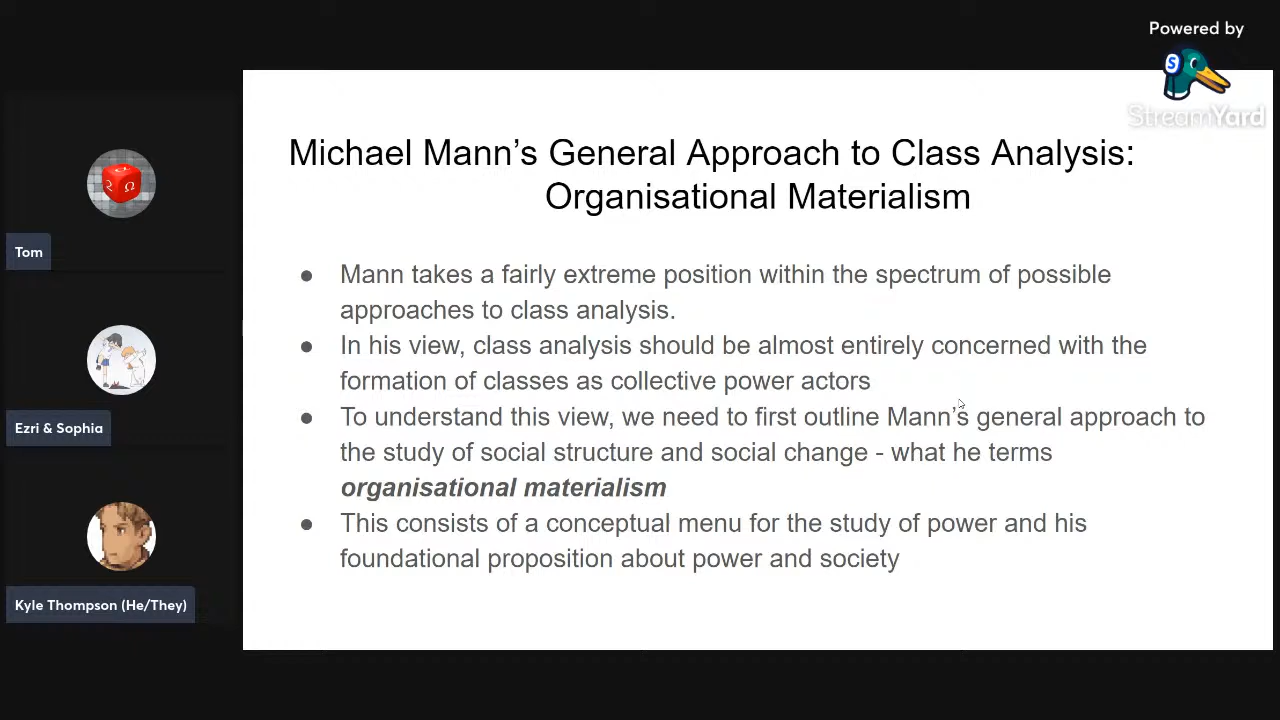 Powered by
StreamYard
Michael Mann's General Approach to Class Analysis:
Organisational Materialism
● Mann takes a fairly extreme position within the spectrum of possible
approaches to class analysis.
● In his view, class analysis should be almost entirely concerned with the
formation of classes as collective power actors
● To understand this view, we need to first outline Mann's general approach to
the study of social structure and social change - what he terms
organisational materialism
● This consists of a conceptual menu for the study of power and his
foundational proposition about power and society
Tom
Ezri & Sophia
Kyle Thompson (He/They)